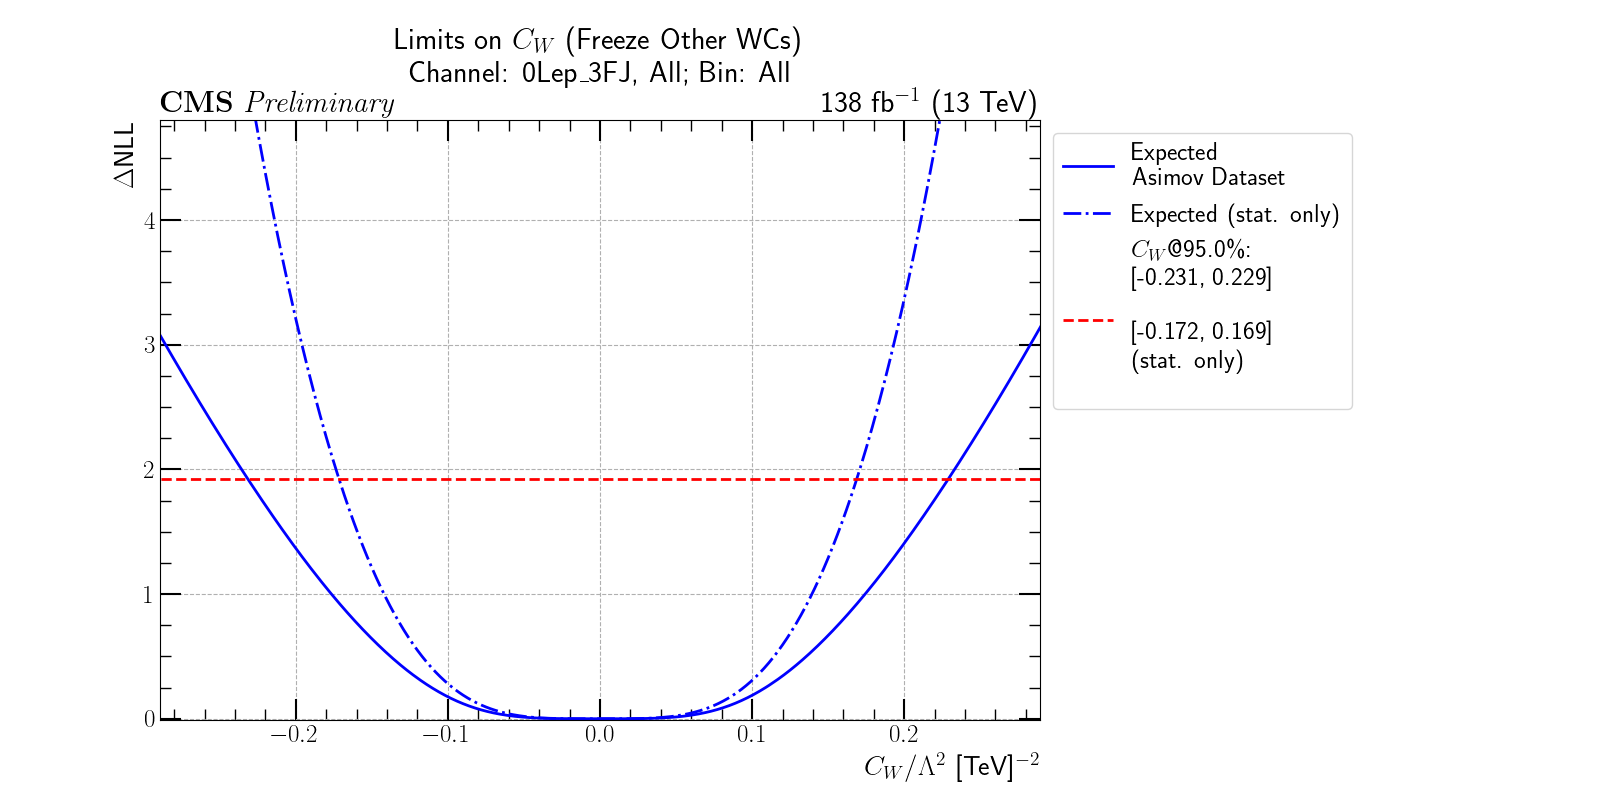 Limits on C_W (Freeze Other WCs)
Channel: 0Lep_3FJ, All; Bin: All
CMS Preliminary
138 fb⁻¹ (13 TeV)
ΔNLL
4
3
2
1
0
−0.2
−0.1
0.0
0.1
0.2
C_W/Λ² [TeV]⁻²
Expected
Asimov Dataset
Expected (stat. only)
C_W@95.0%:
[-0.231, 0.229]
[-0.172, 0.169]
(stat. only)